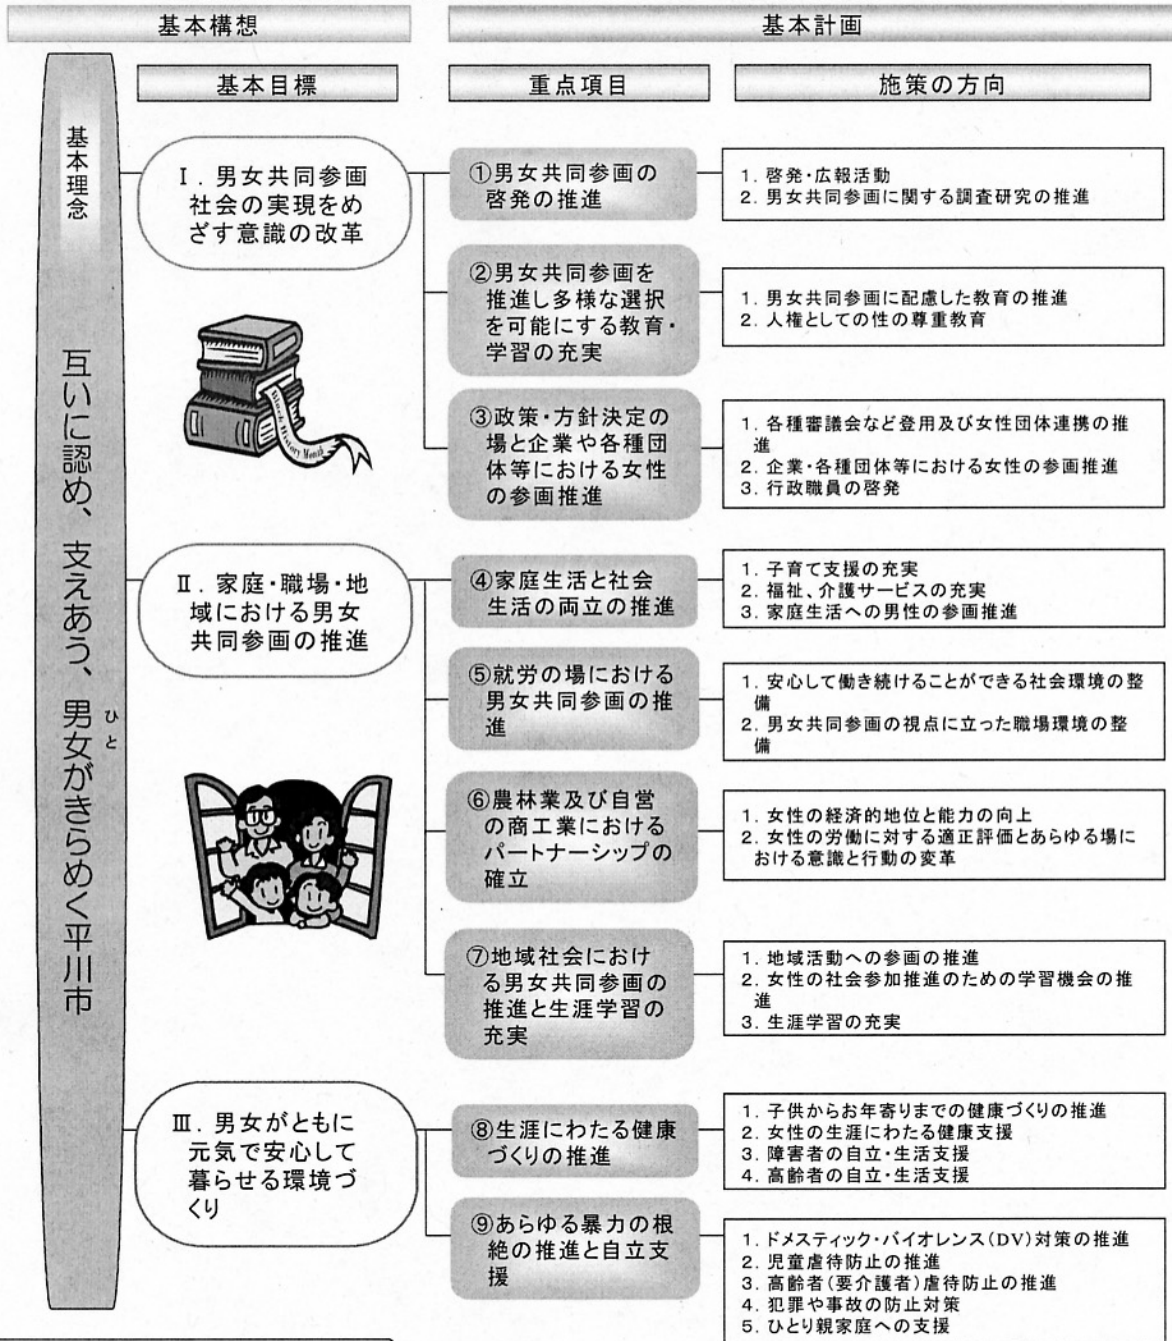 基本構想
基本計画
基本目標
重点項目
施策の方向
基本理念
互いに認め、支えあう、男女がきらめく平川市
ひと
Ⅰ．男女共同参画
社会の実現をめ
ざす意識の改革
①男女共同参画の
啓発の推進
1. 啓発・広報活動
2. 男女共同参画に関する調査研究の推進
②男女共同参画を
推進し多様な選択
を可能にする教育・
学習の充実
1. 男女共同参画に配慮した教育の推進
2. 人権としての性の尊重教育
Black History Month
③政策・方針決定の
場と企業や各種団
体等における女性
の参画推進
1. 各種審議会など登用及び女性団体連携の推
進
2. 企業・各種団体等における女性の参画推進
3. 行政職員の啓発
Ⅱ．家庭・職場・地
域における男女
共同参画の推進
④家庭生活と社会
生活の両立の推進
1. 子育て支援の充実
2. 福祉、介護サービスの充実
3. 家庭生活への男性の参画推進
⑤就労の場における
男女共同参画の推
進
1. 安心して働き続けることができる社会環境の整
備
2. 男女共同参画の視点に立った職場環境の整
備
⑥農林業及び自営
の商工業における
パートナーシップの
確立
1. 女性の経済的地位と能力の向上
2. 女性の労働に対する適正評価とあらゆる場に
おける意識と行動の変革
⑦地域社会におけ
る男女共同参画の
推進と生涯学習の
充実
1. 地域活動への参画の推進
2. 女性の社会参加推進のための学習機会の推
進
3. 生涯学習の充実
Ⅲ．男女がともに
元気で安心して
暮らせる環境づ
くり
⑧生涯にわたる健康
づくりの推進
1. 子供からお年寄りまでの健康づくりの推進
2. 女性の生涯にわたる健康支援
3. 障害者の自立・生活支援
4. 高齢者の自立・生活支援
⑨あらゆる暴力の根
絶の推進と自立支
援
1. ドメスティック・バイオレンス(DV)対策の推進
2. 児童虐待防止の推進
3. 高齢者(要介護者)虐待防止の推進
4. 犯罪や事故の防止対策
5. ひとり親家庭への支援